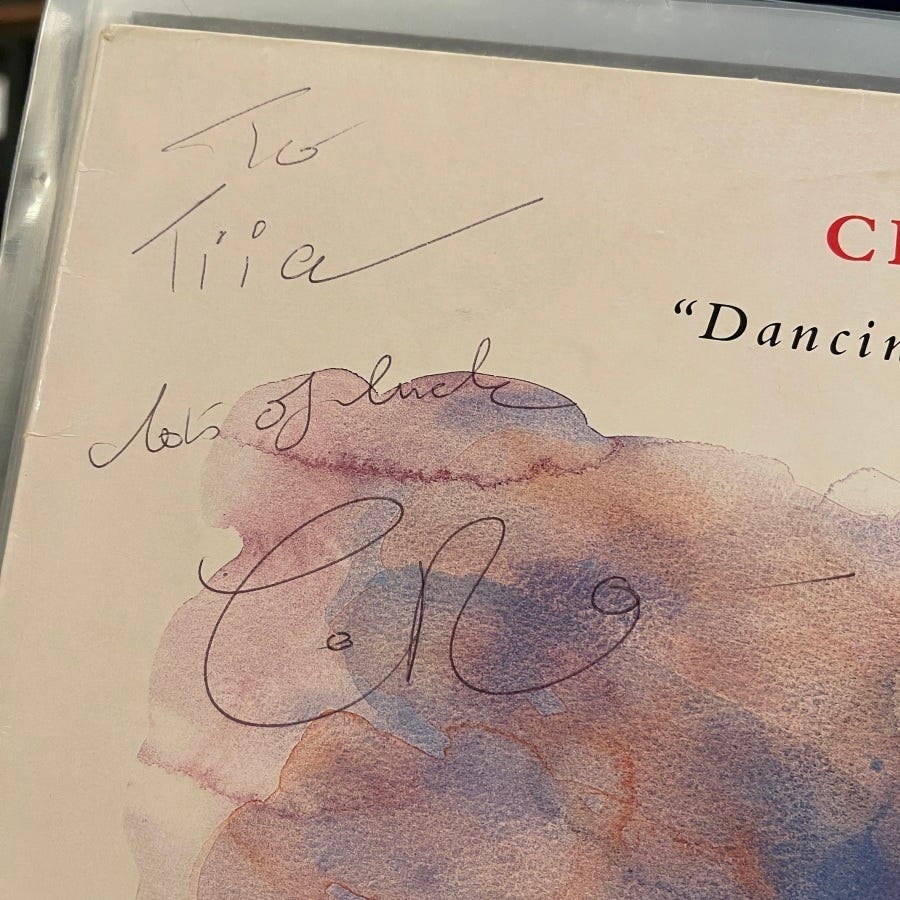 To
Tiia
C
"Dancin
Lots of luck